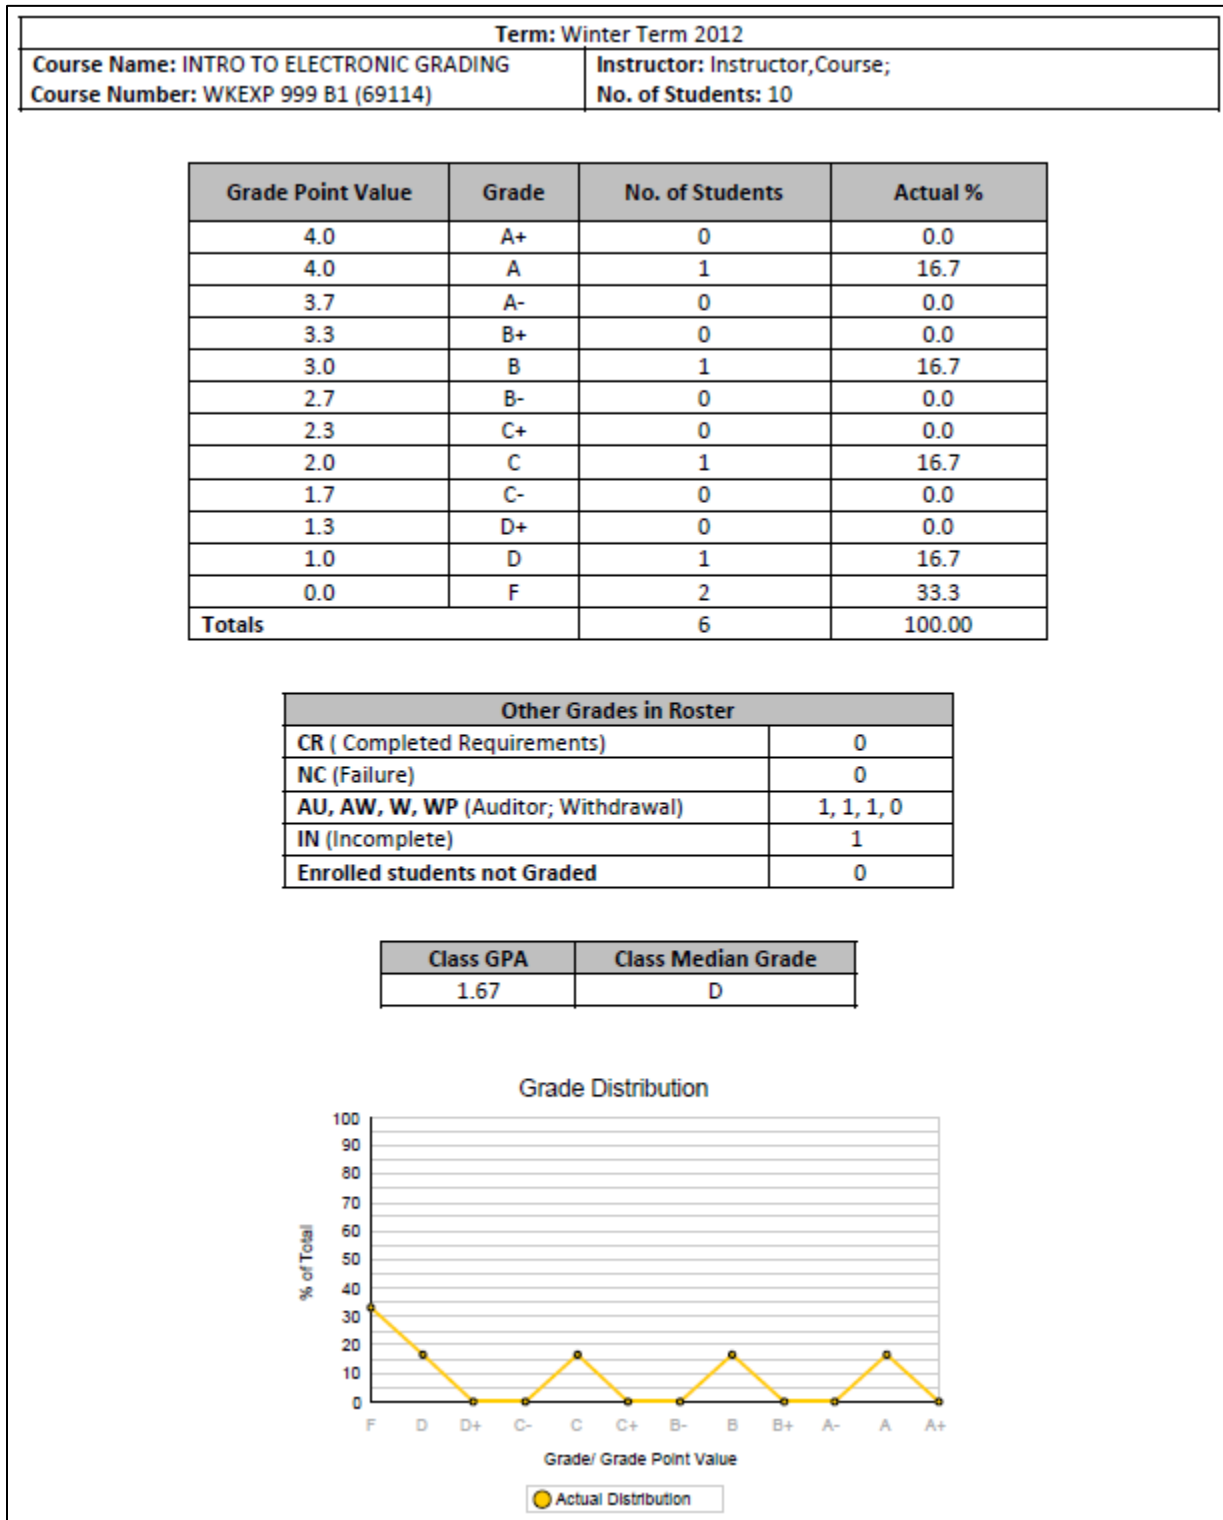 Term: Winter Term 2012
Course Name: INTRO TO ELECTRONIC GRADING Instructor: Instructor,Course;
Course Number: WKEXP 999 B1 (69114) No. of Students: 10
Grade Point Value Grade No. of Students Actual %
4.0 A+ 0 0.0
4.0 A 1 16.7
3.7 A- 0 0.0
3.3 B+ 0 0.0
3.0 B 1 16.7
2.7 B- 0 0.0
2.3 C+ 0 0.0
2.0 C 1 16.7
1.7 C- 0 0.0
1.3 D+ 0 0.0
1.0 D 1 16.7
0.0 F 2 33.3
Totals 6 100.00
Other Grades in Roster
CR ( Completed Requirements) 0
NC (Failure) 0
AU, AW, W, WP (Auditor; Withdrawal) 1, 1, 1, 0
IN (Incomplete) 1
Enrolled students not Graded 0
Class GPA Class Median Grade
1.67 D
Grade Distribution
% of Total
100
90
80
70
60
50
40
30
20
10
0
F D D+ C- C C+ B- B B+ A- A A+
Grade/ Grade Point Value
Actual Distribution